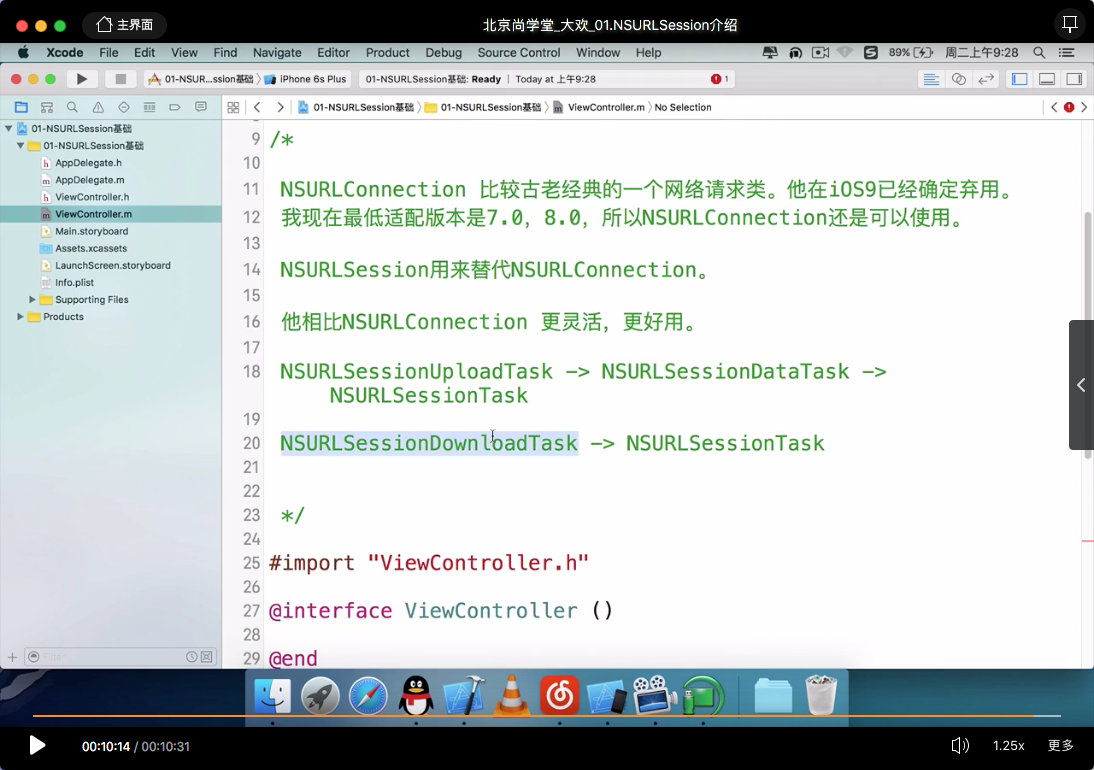 主界面
北京尚学堂_大欢_01.NSURLSession介绍
Xcode File Edit View Find Navigate Editor Product Debug Source Control Window Help 89% 周二上午9:28
01-NSUR...ssion基础 iPhone 6s Plus 01-NSURLSession基础: Ready Today at 上午9:28 1
01-NSURLSession基础 01-NSURLSession基础 ViewController.m No Selection
01-NSURLSession基础
01-NSURLSession基础
AppDelegate.h
AppDelegate.m
ViewController.h
ViewController.m
Main.storyboard
Assets.xcassets
LaunchScreen.storyboard
Info.plist
Supporting Files
Products
Filter
9 /*
10
11 NSURLConnection 比较古老经典的一个网络请求类。他在iOS9已经确定弃用。
12 我现在最低适配版本是7.0，8.0，所以NSURLConnection还是可以使用。
13
14 NSURLSession用来替代NSURLConnection。
15
16 他相比NSURLConnection 更灵活，更好用。
17
18 NSURLSessionUploadTask -> NSURLSessionDataTask ->
NSURLSessionTask
19
20 NSURLSessionDownloadTask -> NSURLSessionTask
21
22
23 */
24
25 #import "ViewController.h"
26
27 @interface ViewController ()
28
29 @end
00:10:14 / 00:10:31 1.25x 更多